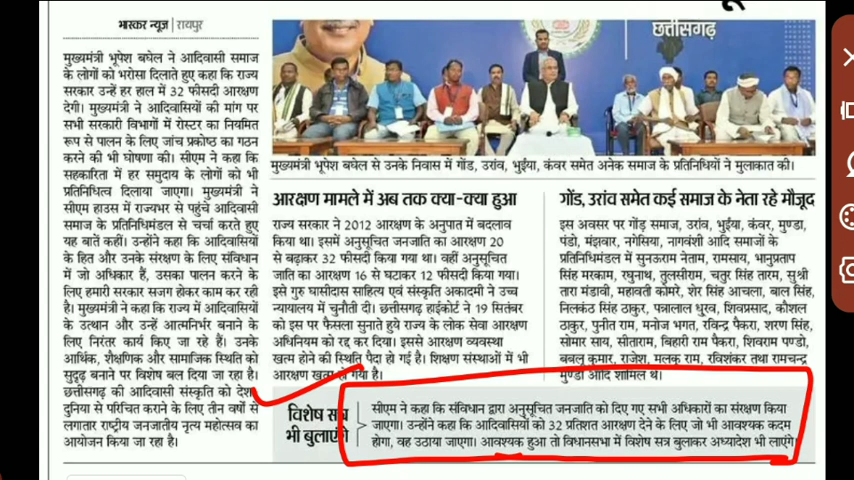 छत्तीसगढ़
भास्कर न्यूज | रायपुर
मुख्यमंत्री भूपेश बघेल ने आदिवासी समाज
के लोगों को भरोसा दिलाते हुए कहा कि राज्य
सरकार उन्हें हर हाल में 32 फीसदी आरक्षण
देगी। मुख्यमंत्री ने आदिवासियों की मांग पर
सभी सरकारी विभागों में रोस्टर का नियमित
रूप से पालन के लिए जांच प्रकोष्ठ का गठन
करने की भी घोषणा की। सीएम ने कहा कि
सहकारिता में हर समुदाय के लोगों को भी
प्रतिनिधित्व दिलाया जाएगा। मुख्यमंत्री ने
सीएम हाउस में राज्यभर से पहुंचे आदिवासी
समाज के प्रतिनिधिमंडल से चर्चा करते हुए
यह बातें कहीं। उन्होंने कहा कि आदिवासियों
के हित और उनके संरक्षण के लिए संविधान
में जो अधिकार हैं, उसका पालन करने के
लिए हमारी सरकार सजग होकर काम कर रही
है। मुख्यमंत्री ने कहा कि राज्य में आदिवासियों
के उत्थान और उन्हें आत्मनिर्भर बनाने के
लिए निरंतर कार्य किए जा रहे हैं। उनके
आर्थिक, शैक्षणिक और सामाजिक स्थिति को
सुदृढ़ बनाने पर विशेष बल दिया जा रहा है।
छत्तीसगढ़ की आदिवासी संस्कृति को देश
दुनिया से परिचित कराने के लिए तीन वर्षों से
लगातार राष्ट्रीय जनजातीय नृत्य महोत्सव का
आयोजन किया जा रहा है।
मुख्यमंत्री भूपेश बघेल से उनके निवास में गोंड, उरांव, भुईंया, कंवर समेत अनेक समाज के प्रतिनिधियों ने मुलाकात की।
आरक्षण मामले में अब तक क्या-क्या हुआ
राज्य सरकार ने 2012 आरक्षण के अनुपात में बदलाव
किया था। इसमें अनुसूचित जनजाति का आरक्षण 20
से बढ़ाकर 32 फीसदी किया गया था। वहीं अनुसूचित
जाति का आरक्षण 16 से घटाकर 12 फीसदी किया गया।
इसे गुरु घासीदास साहित्य एवं संस्कृति अकादमी ने उच्च
न्यायालय में चुनौती दी। छत्तीसगढ़ हाईकोर्ट ने 19 सितंबर
को इस पर फैसला सुनाते हुये राज्य के लोक सेवा आरक्षण
अधिनियम को रद्द कर दिया। इससे आरक्षण व्यवस्था
खत्म होने की स्थिति पैदा हो गई है। शिक्षण संस्थाओं में भी
आरक्षण खत्म हो गया है।
गोंड, उरांव समेत कई समाज के नेता रहे मौजूद
इस अवसर पर गोंड़ समाज, उरांव, भुईंया, कंवर, मुण्डा,
पंडो, मंझवार, नगेसिया, नागवंशी आदि समाजों के
प्रतिनिधिमंडल में सुनऊराम नेताम, रामसाय, भानुप्रताप
सिंह मरकाम, रघुनाथ, तुलसीराम, चतुर सिंह तारम, सुश्री
तारा मंडावी, महावती कोमरे, शेर सिंह आचला, बाल सिंह,
निलकंठ सिंह ठाकुर, पन्नालाल धुरव, शिवप्रसाद, कौशल
ठाकुर, पुनीत राम, मनोज भगत, रविन्द्र पैकरा, शरण सिंह,
सोमार साय, सीताराम, बिहारी राम पैकरा, शिवराम पण्डो,
बबलू कुमार, राजेश, मलकू राम, रविशंकर तथा रामचन्द्र
मुण्डा आदि शामिल थे।
विशेष सत्र
भी बुलाएंगे
सीएम ने कहा कि संविधान द्वारा अनुसूचित जनजाति को दिए गए सभी अधिकारों का संरक्षण किया
जाएगा। उन्होंने कहा कि आदिवासियों को 32 प्रतिशत आरक्षण देने के लिए जो भी आवश्यक कदम
होगा, वह उठाया जाएगा। आवश्यक हुआ तो विधानसभा में विशेष सत्र बुलाकर अध्यादेश भी लाएंगे।